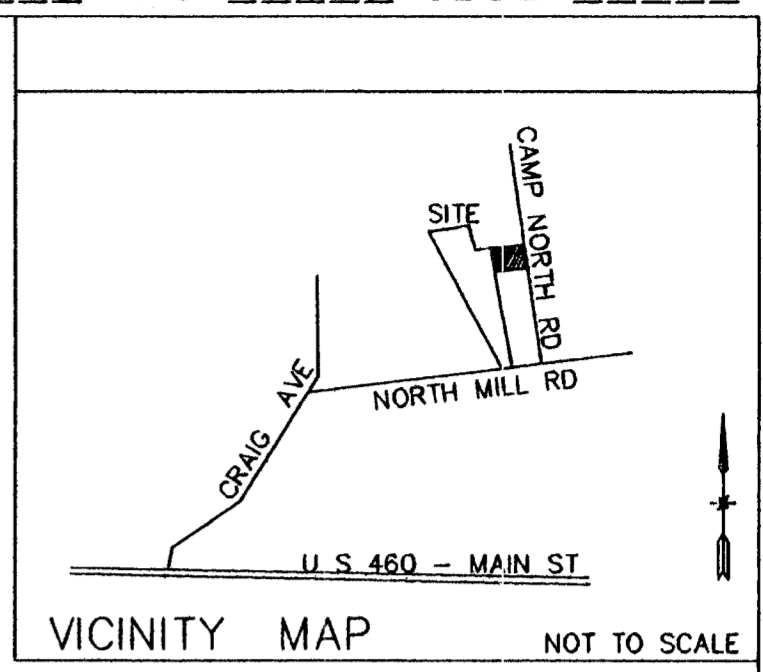 CAMP NORTH RD
SITE
CRAIG AVE
NORTH MILL RD
U S 460 - MAIN ST
VICINITY MAP
NOT TO SCALE